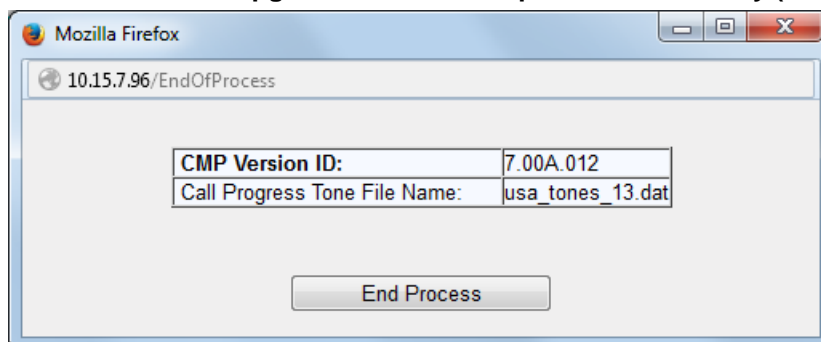 Mozilla Firefox
10.15.7.96/EndOfProcess
CMP Version ID: 7.00A.012
Call Progress Tone File Name: usa_tones_13.dat
End Process